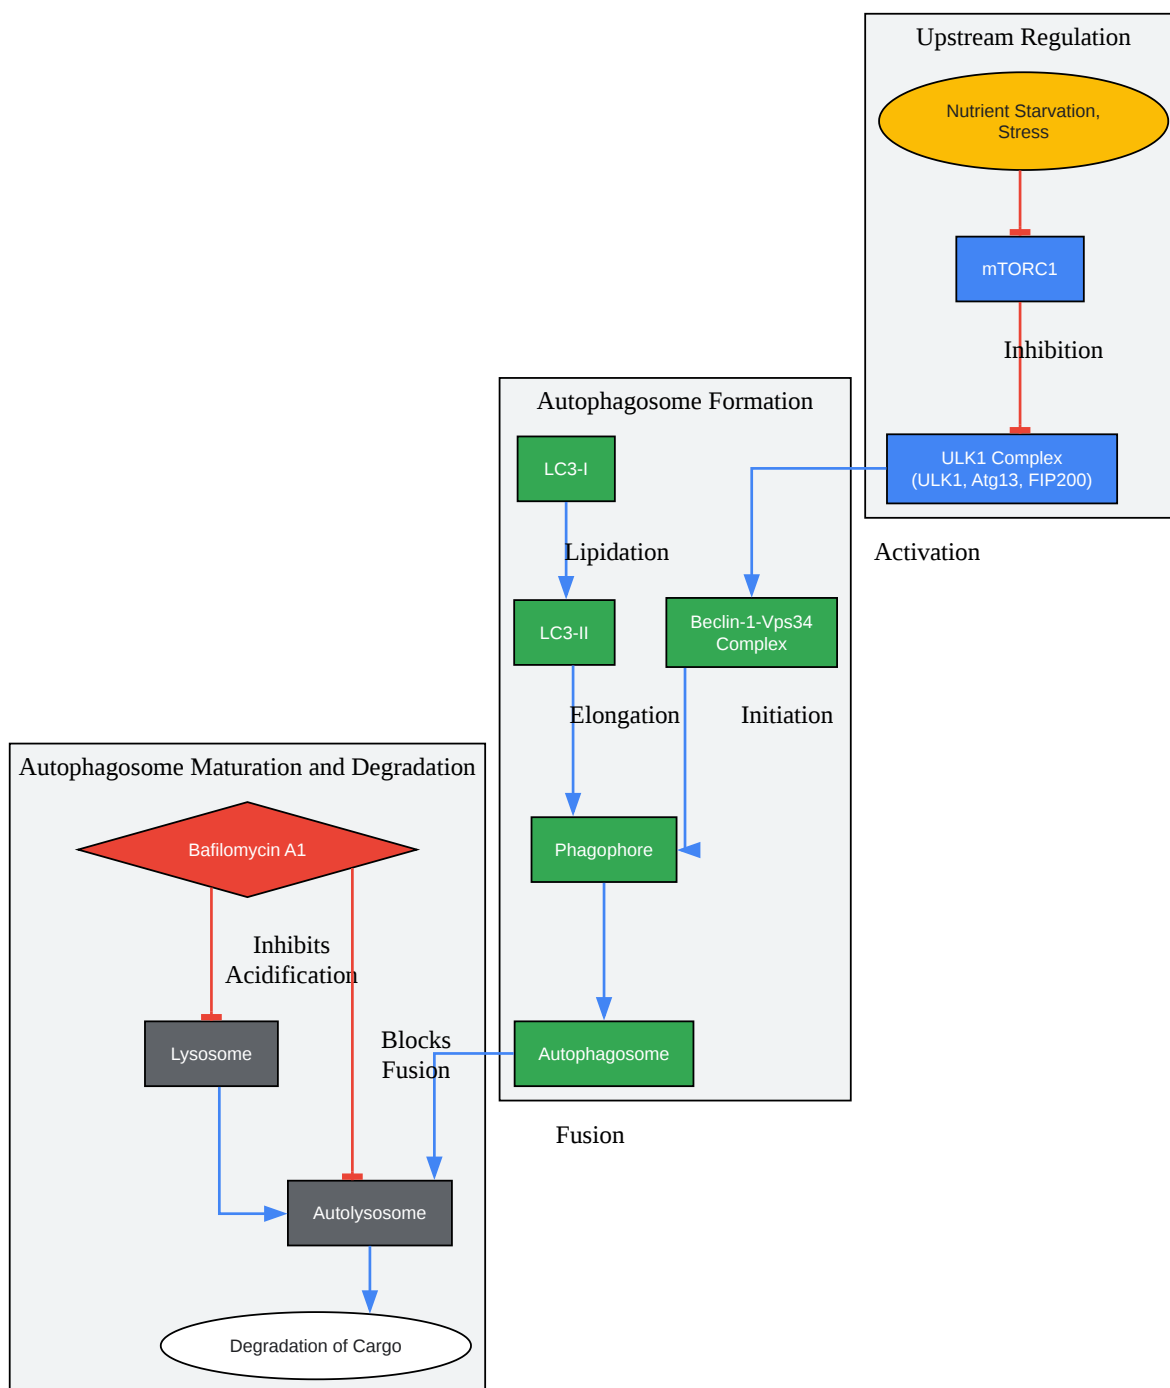 Upstream Regulation
Nutrient Starvation,
Stress
mTORC1
Inhibition
ULK1 Complex
(ULK1, Atg13, FIP200)
Activation
Autophagosome Formation
LC3-I
Lipidation
LC3-II
Beclin-1-Vps34
Complex
Elongation
Initiation
Phagophore
Autophagosome
Fusion
Autophagosome Maturation and Degradation
Bafilomycin A1
Inhibits
Acidification
Blocks
Fusion
Lysosome
Autolysosome
Degradation of Cargo